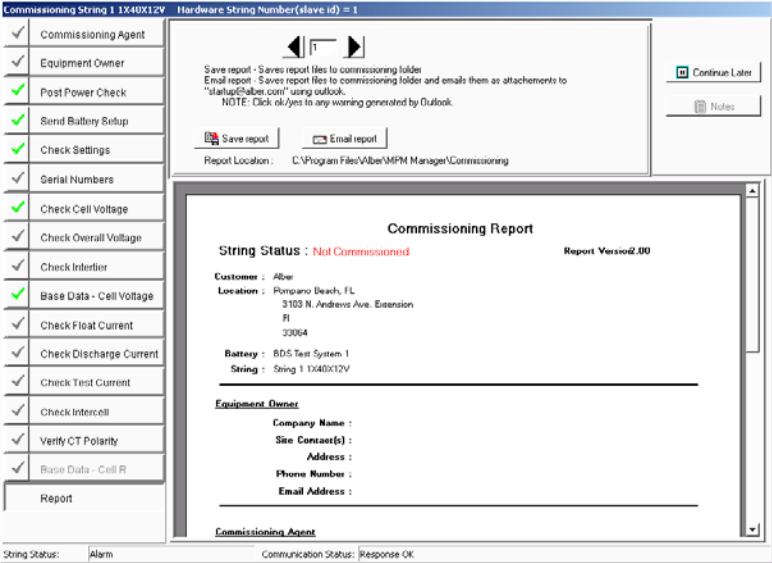 Commissioning String 1 1X40X12V Hardware String Number(slave id) = 1
Commissioning Agent
Equipment Owner
Post Power Check
Send Battery Setup
Check Settings
Serial Numbers
Check Cell Voltage
Check Overall Voltage
Check Intertier
Base Data - Cell Voltage
Check Float Current
Check Discharge Current
Check Test Current
Check Intercell
Verify CT Polarity
Base Data - Cell R
Report
1
Save report - Saves report files to commissioning folder
Email report - Saves report files to commissioning folder and emails them as attachements to
"startup@alber.com" using outlook.
NOTE: Click ok/yes to any warning generated by Outlook.
Save report
Email report
Report Location : C:\Program Files\Alber\MPM Manager\Commissioning
Continue Later
Notes
Commissioning Report
String Status : Not Commissioned
Report Version2.00
Customer : Alber
Location : Pompano Beach, FL
3103 N. Andrews Ave. Extension
Fl
33064
Battery : BDS Test System 1
String : String 1 1X40X12V
Equipment Owner
Company Name :
Site Contact(s) :
Address :
Phone Number :
Email Address :
Commissioning Agent
String Status: Alarm
Communication Status: Response OK